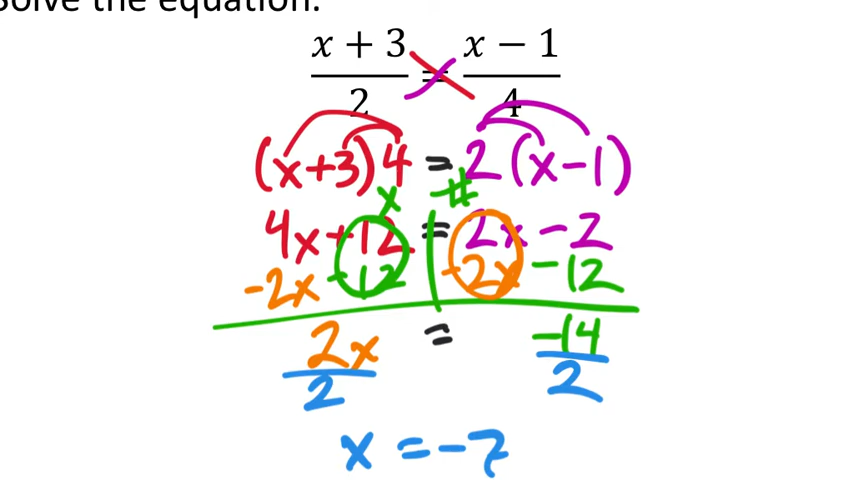 Solve the equation:
x + 3 = x − 1
2 4
(x+3)4 = 2(x−1)
x #
4x+12 = 2x−2
-2x -12 -2x -12
2x = -14
2 2
x = -7